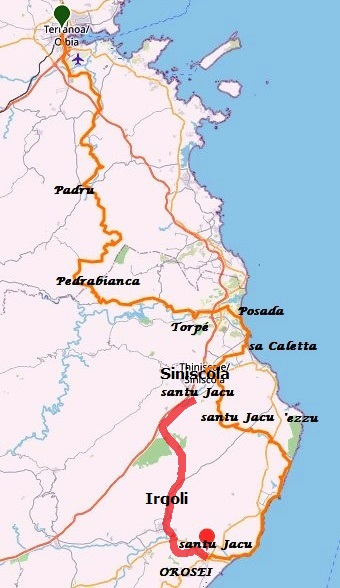 Terranoa/
Olbia
Padru
Pedrabianca
Posada
Torpé
sa Caletta
Thiniscole/
Siniscola
Siniscola
santu Jacu
santu Jacu 'ezzu
Irgoli
santu Jacu
OROSEI